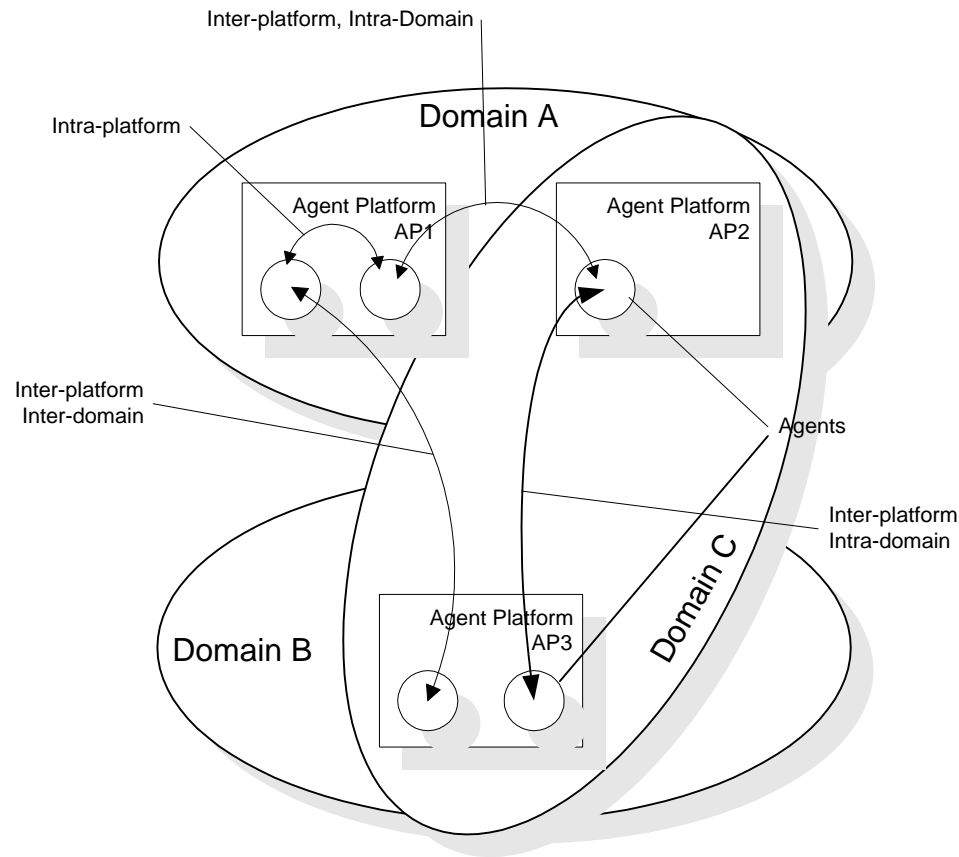 Inter-platform, Intra-Domain
Domain A
Intra-platform
Agent Platform
AP1
Agent Platform
AP2
Inter-platform
Inter-domain
Agents
Inter-platform
Intra-domain
Domain C
Agent Platform
AP3
Domain B